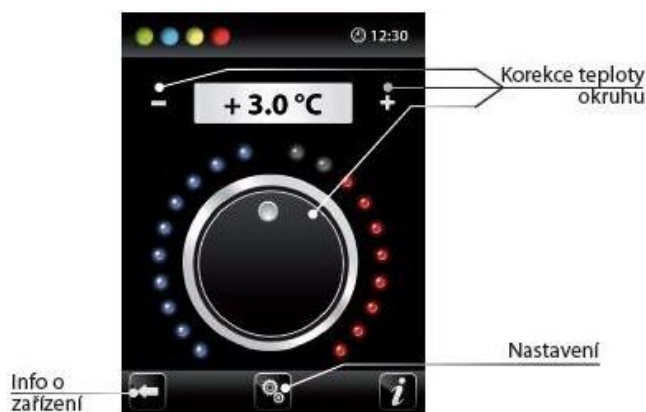 12:30
Korekce teploty
okruhu
- + 3.0 °C +
Nastavení
Info o
zařízení
i